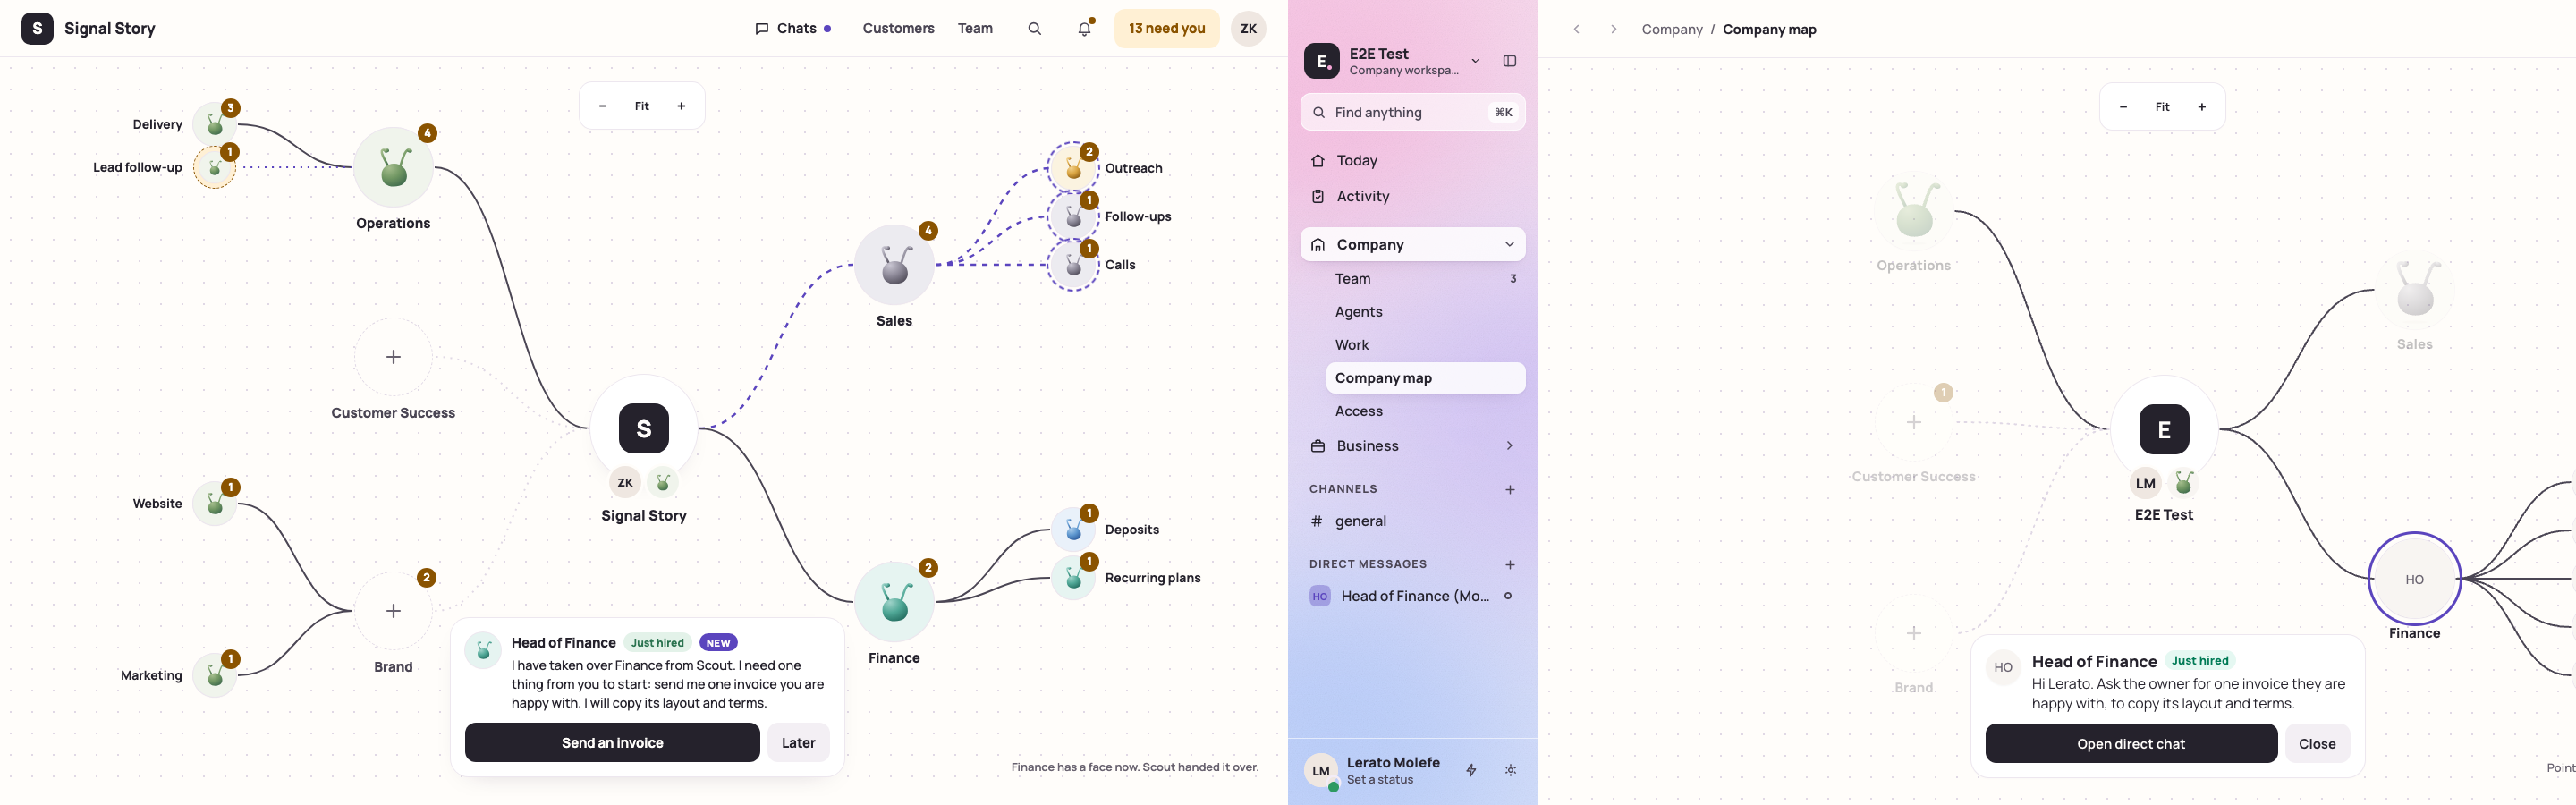 S Signal Story
Chats
Customers
Team
13 need you
ZK
− Fit +
Delivery
3
Lead follow-up
1
4
Operations
2
Outreach
1
Follow-ups
1
Calls
4
Sales
+
Customer Success
S
ZK
Signal Story
Website
1
2
+
Brand
Marketing
1
1
Deposits
1
Recurring plans
2
Finance
Head of Finance Just hired NEW
I have taken over Finance from Scout. I need one
thing from you to start: send me one invoice you are
happy with. I will copy its layout and terms.
Send an invoice
Later
Finance has a face now. Scout handed it over.
E. E2E Test
Company workspa...
Find anything ⌘K
Today
Activity
Company
Team 3
Agents
Work
Company map
Access
Business
CHANNELS +
# general
DIRECT MESSAGES +
HO Head of Finance (Mo...
LM Lerato Molefe
Set a status
Company / Company map
− Fit +
Operations
Sales
1
+
Customer Success
E
LM
E2E Test
HO
Finance
+
Brand
HO Head of Finance Just hired
Hi Lerato. Ask the owner for one invoice they are
happy with, to copy its layout and terms.
Open direct chat
Close
Point